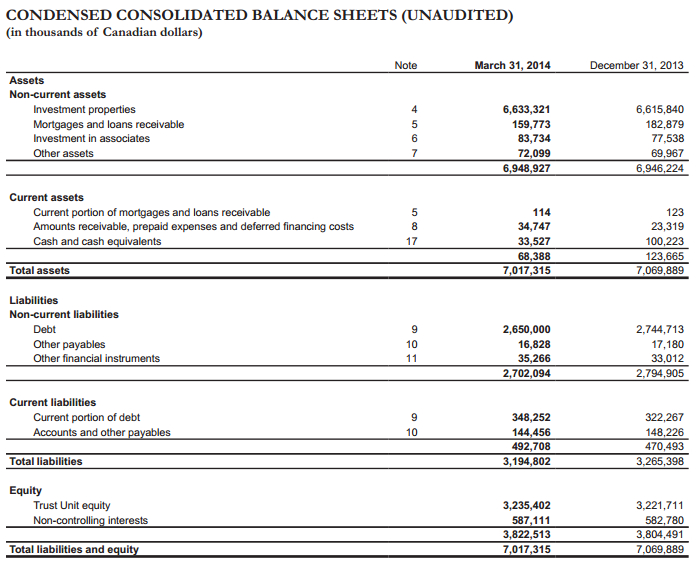 CONDENSED CONSOLIDATED BALANCE SHEETS (UNAUDITED)
(in thousands of Canadian dollars)
Note March 31, 2014 December 31, 2013
Assets
Non-current assets
Investment properties 4 6,633,321 6,615,840
Mortgages and loans receivable 5 159,773 182,879
Investment in associates 6 83,734 77,538
Other assets 7 72,099 69,967
6,948,927 6,946,224
Current assets
Current portion of mortgages and loans receivable 5 114 123
Amounts receivable, prepaid expenses and deferred financing costs 8 34,747 23,319
Cash and cash equivalents 17 33,527 100,223
68,388 123,665
Total assets 7,017,315 7,069,889
Liabilities
Non-current liabilities
Debt 9 2,650,000 2,744,713
Other payables 10 16,828 17,180
Other financial instruments 11 35,266 33,012
2,702,094 2,794,905
Current liabilities
Current portion of debt 9 348,252 322,267
Accounts and other payables 10 144,456 148,226
492,708 470,493
Total liabilities 3,194,802 3,265,398
Equity
Trust Unit equity 3,235,402 3,221,711
Non-controlling interests 587,111 582,780
3,822,513 3,804,491
Total liabilities and equity 7,017,315 7,069,889